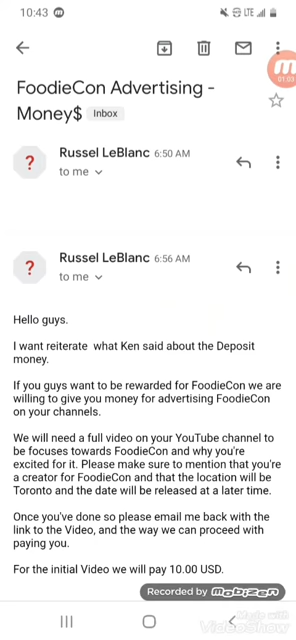 10:43 LTE
01:03
FoodieCon Advertising -
Money$ Inbox
?
Russel LeBlanc 6:50 AM
to me
?
Russel LeBlanc 6:56 AM
to me
Hello guys.
I want reiterate what Ken said about the Deposit
money.
If you guys want to be rewarded for FoodieCon we are
willing to give you money for advertising FoodieCon
on your channels.
We will need a full video on your YouTube channel to
be focuses towards FoodieCon and why you're
excited for it. Please make sure to mention that you're
a creator for FoodieCon and that the location will be
Toronto and the date will be released at a later time.
Once you've done so please email me back with the
link to the Video, and the way we can proceed with
paying you.
For the initial Video we will pay 10.00 USD.
Recorded by mobizen
Made with
VideoShow